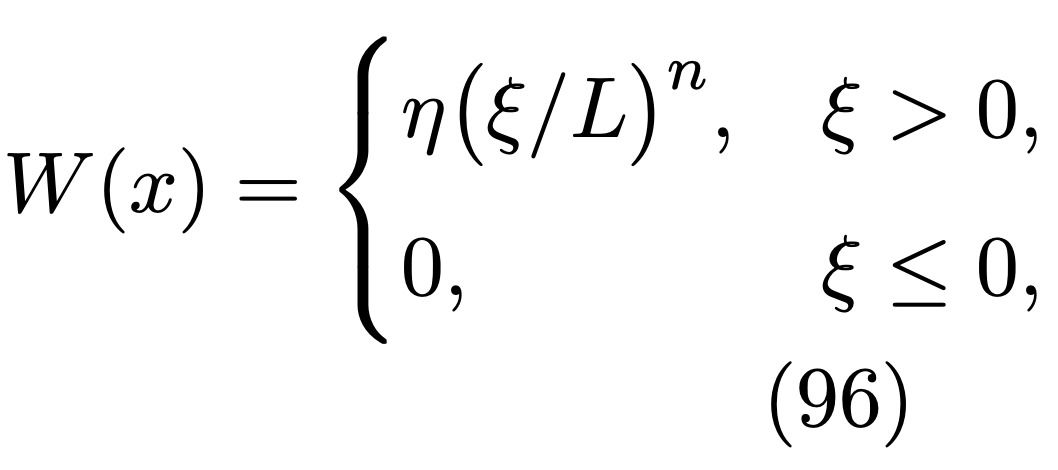 W(x) = { η(ξ/L)ⁿ, ξ > 0,
0, ξ ≤ 0,
(96)